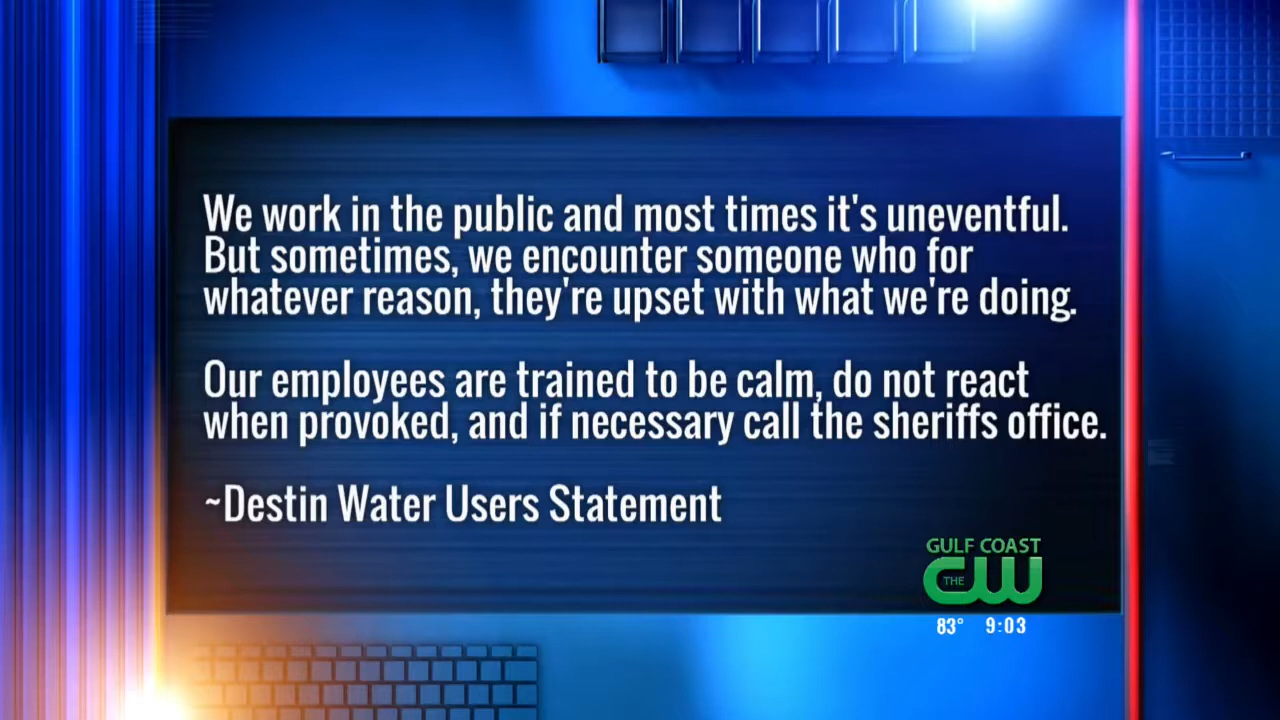 We work in the public and most times it's uneventful.
But sometimes, we encounter someone who for
whatever reason, they're upset with what we're doing.
Our employees are trained to be calm, do not react
when provoked, and if necessary call the sheriffs office.
~Destin Water Users Statement
GULF COAST
THE CW
83° 9:03